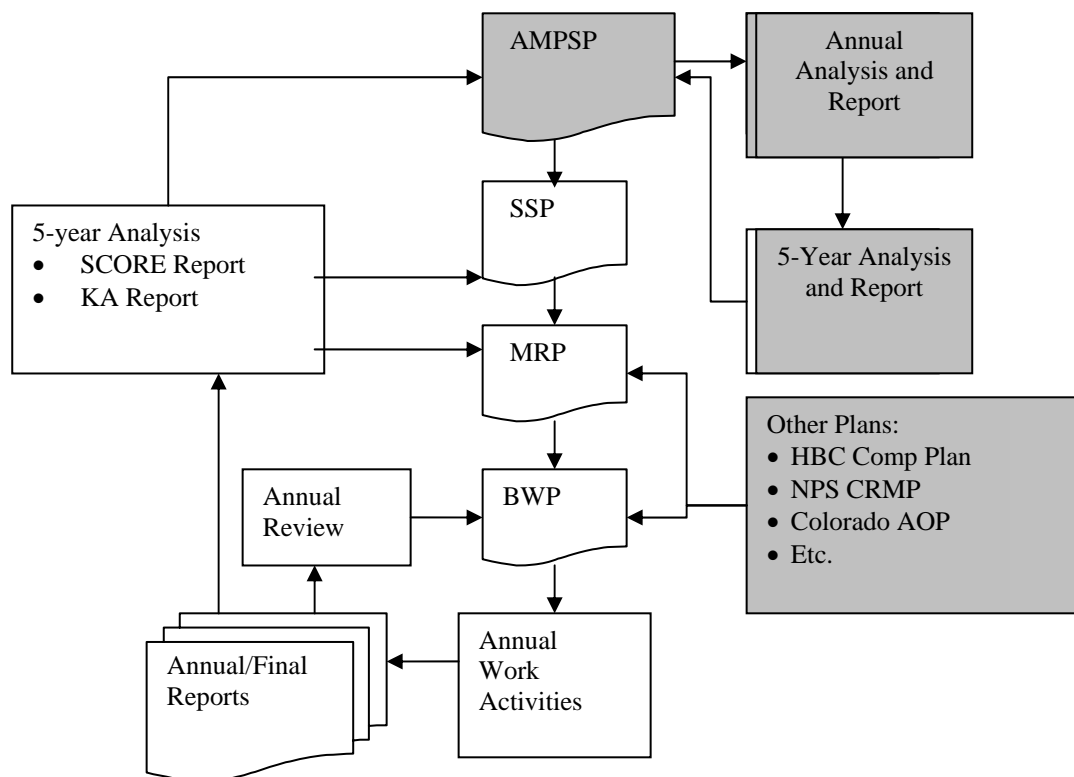 AMPSP
Annual
Analysis and
Report
SSP
5-year Analysis
• SCORE Report
• KA Report
5-Year Analysis
and Report
MRP
Other Plans:
• HBC Comp Plan
• NPS CRMP
• Colorado AOP
• Etc.
Annual
Review
BWP
Annual/Final
Reports
Annual
Work
Activities